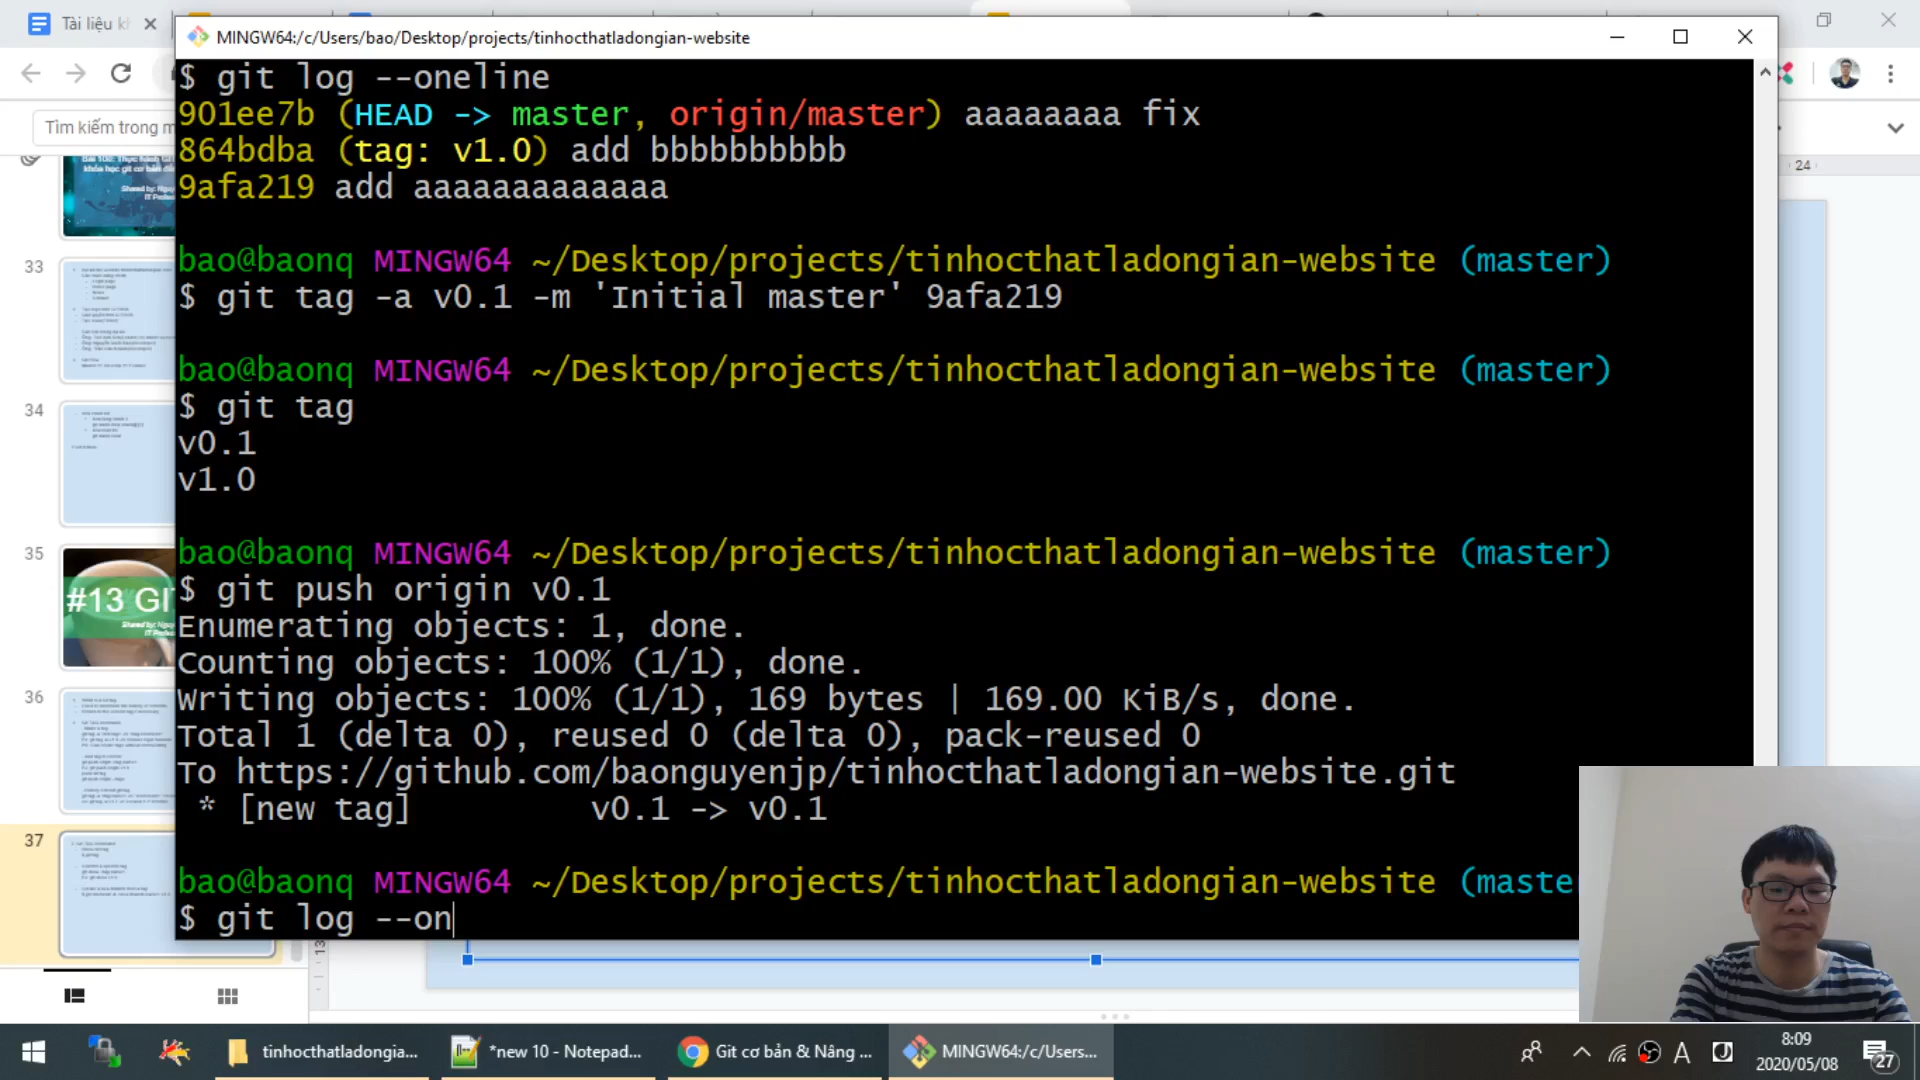 Tài liệu kh
MINGW64:/c/Users/bao/Desktop/projects/tinhocthatladongian-website
Tìm kiếm trong m
24
$ git log --oneline
901ee7b (HEAD -> master, origin/master) aaaaaaaa fix
864bdba (tag: v1.0) add bbbbbbbbbb
9afa219 add aaaaaaaaaaaaa
bao@baonq MINGW64 ~/Desktop/projects/tinhocthatladongian-website (master)
$ git tag -a v0.1 -m 'Initial master' 9afa219
bao@baonq MINGW64 ~/Desktop/projects/tinhocthatladongian-website (master)
$ git tag
v0.1
v1.0
bao@baonq MINGW64 ~/Desktop/projects/tinhocthatladongian-website (master)
$ git push origin v0.1
Enumerating objects: 1, done.
Counting objects: 100% (1/1), done.
Writing objects: 100% (1/1), 169 bytes | 169.00 KiB/s, done.
Total 1 (delta 0), reused 0 (delta 0), pack-reused 0
To https://github.com/baonguyenjp/tinhocthatladongian-website.git
* [new tag] v0.1 -> v0.1
bao@baonq MINGW64 ~/Desktop/projects/tinhocthatladongian-website (maste
$ git log --on
33
34
35
#13 GI
36
37
13
tinhocthatladongia...
*new 10 - Notepad...
Git cơ bản & Nâng ...
MINGW64:/c/Users...
A
8:09
2020/05/08
27